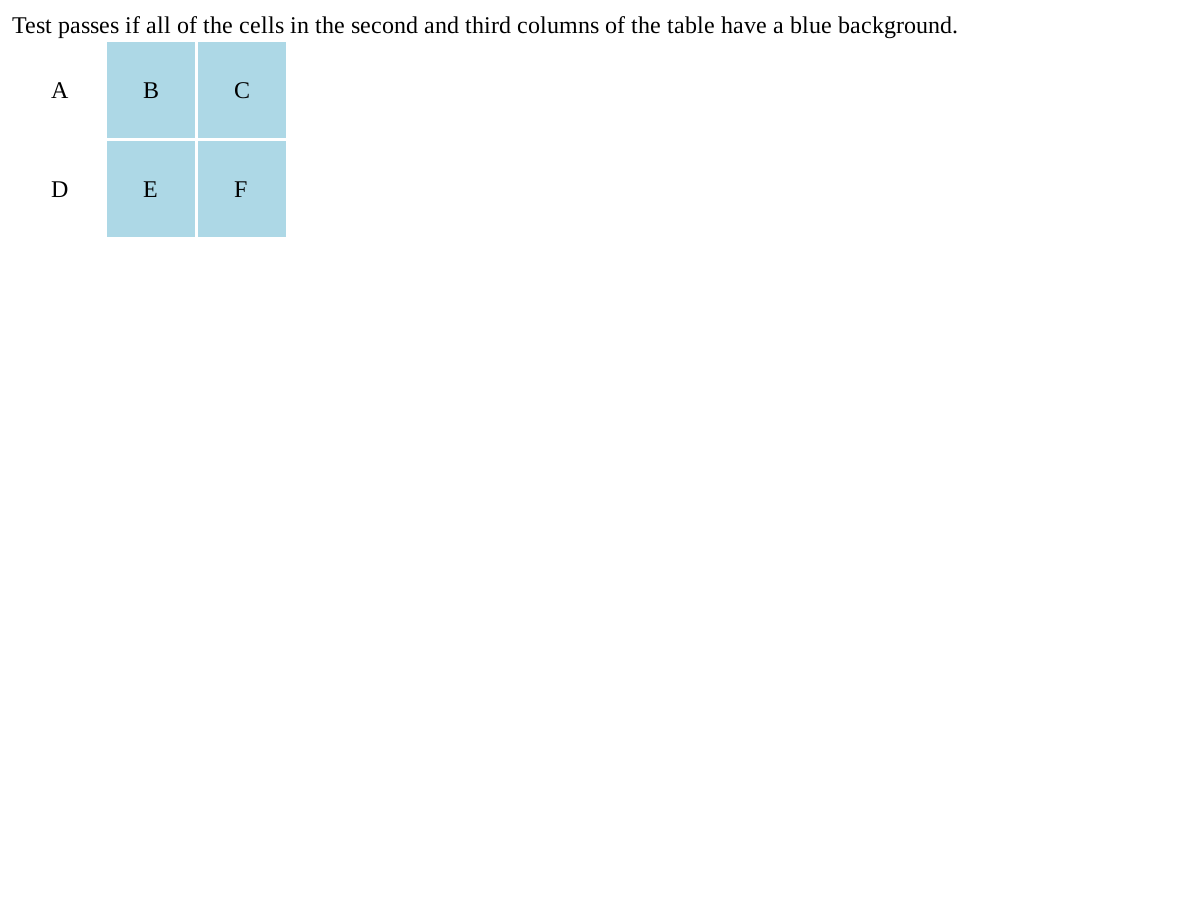 Test passes if all of the cells in the second and third columns of the table have a blue background.
A B C
D E F